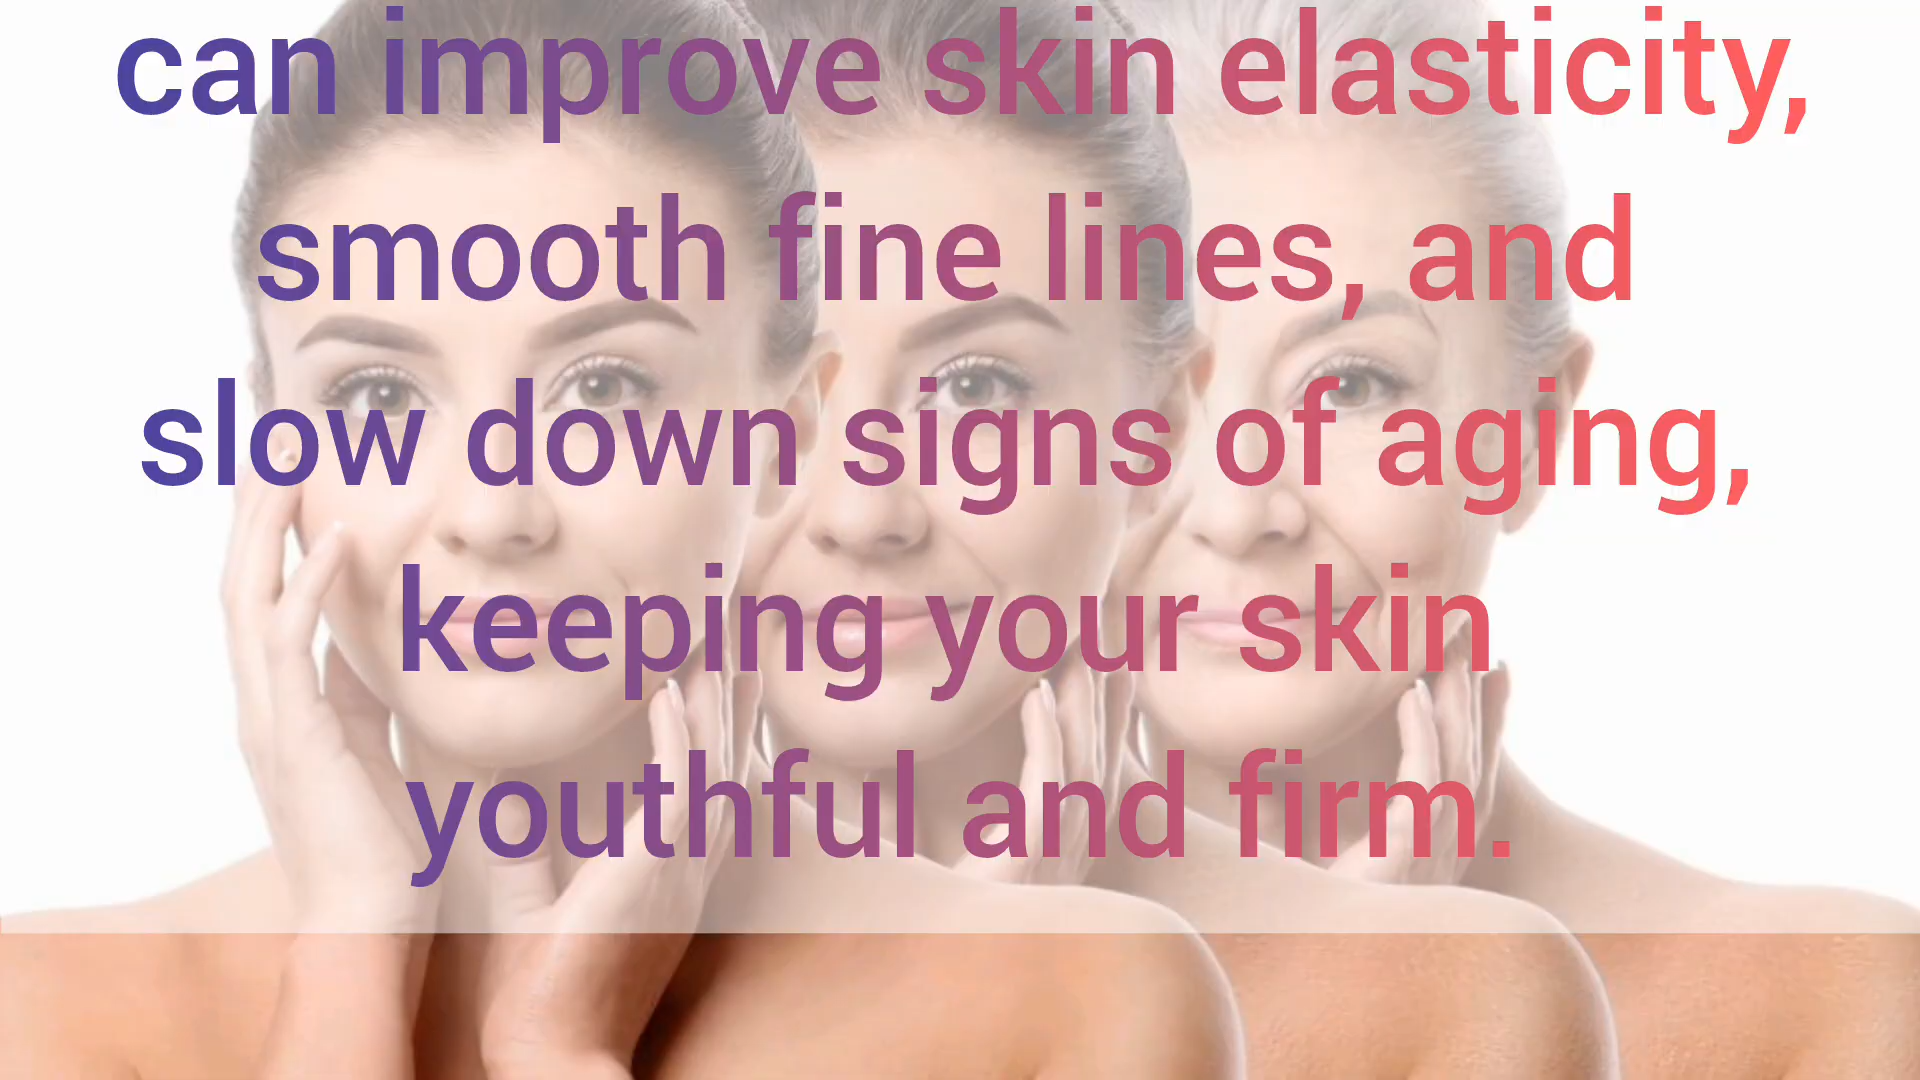 can improve skin elasticity,
smooth fine lines, and
slow down signs of aging,
keeping your skin
youthful and firm.